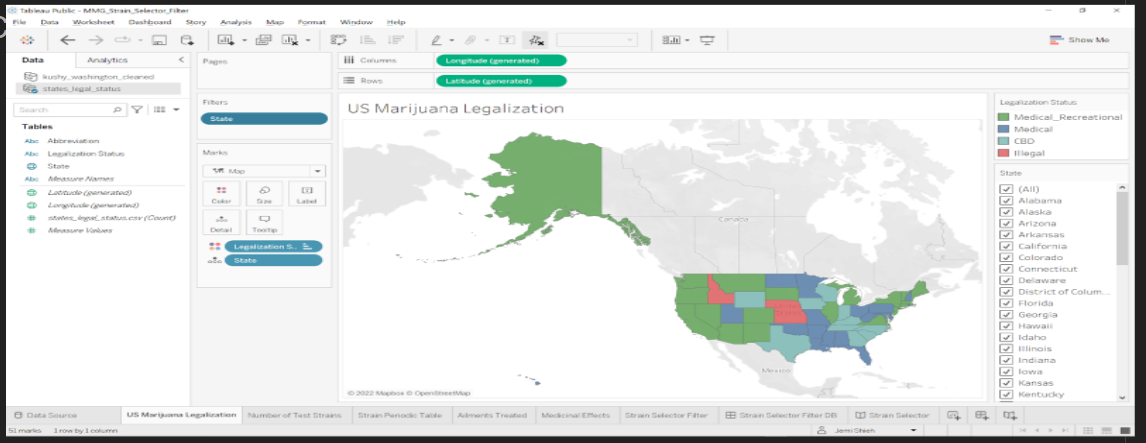 Tableau Public - MMG_Strain_Selector_Filter
File Data Worksheet Dashboard Story Analysis Map Format Window Help
Show Me
Data Analytics
kushy_washington_cleaned
states_legal_status
Search
Tables
Abc Abbreviation
Abc Legalization Status
State
Abc Measure Names
Latitude (generated)
Longitude (generated)
states_legal_status.csv (Count)
Measure Values
Pages
Filters
State
Marks
Map
Color Size Label
Detail Tooltip
Legalization S..
State
Columns Longitude (generated)
Rows Latitude (generated)
US Marijuana Legalization
Canada
Mexico
© 2022 Mapbox © OpenStreetMap
Legalization Status
Medical_Recreational
Medical
CBD
Illegal
State
(All)
Alabama
Alaska
Arizona
Arkansas
California
Colorado
Connecticut
Delaware
District of Colum...
Florida
Georgia
Hawaii
Idaho
Illinois
Indiana
Iowa
Kansas
Kentucky
Data Source US Marijuana Legalization Number of Test Strains Strain Periodic Table Ailments Treated Medicinal Effects Strain Selector Filter Strain Selector Filter DB Strain Selector
51 marks 1 row by 1 column Jemi Shieh